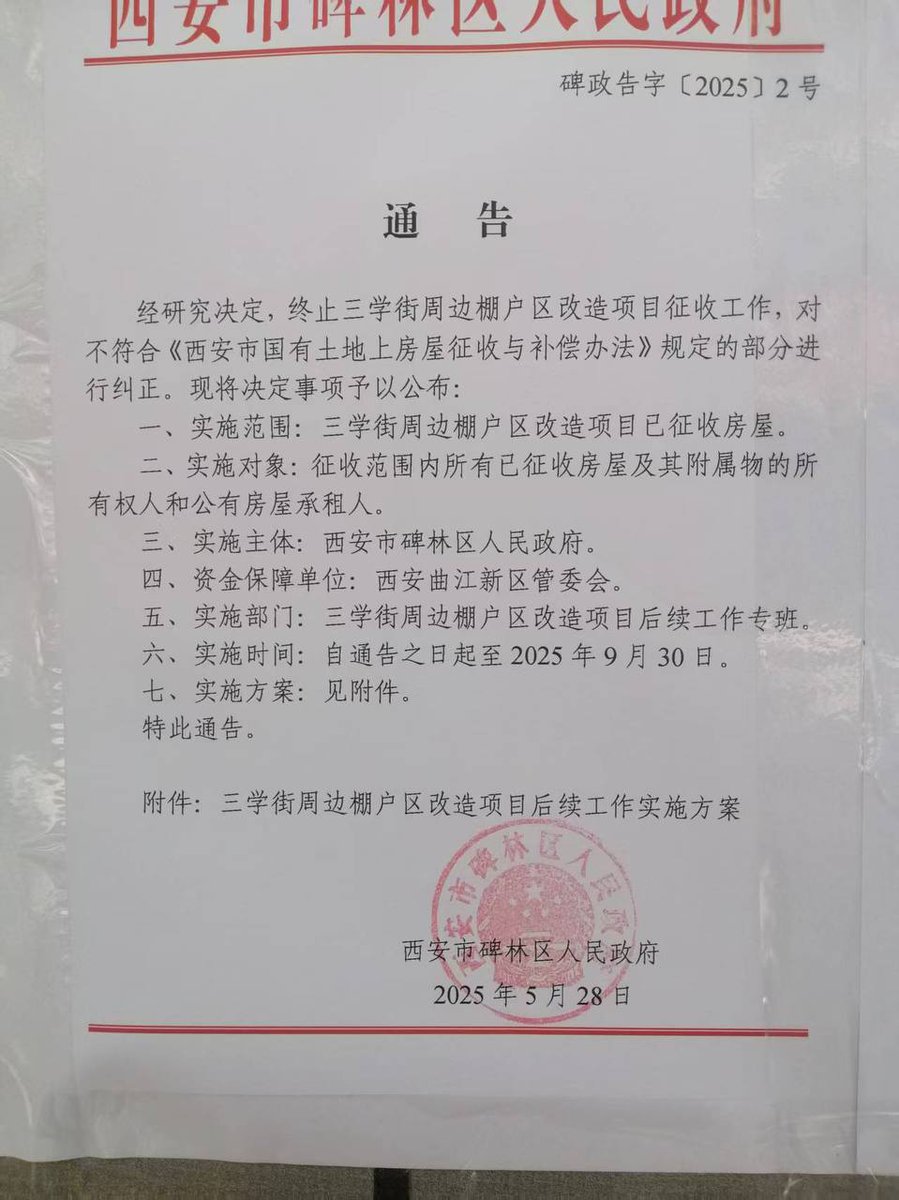 西安市碑林区人民政府
碑政告字〔2025〕2号
通 告
经研究决定，终止三学街周边棚户区改造项目征收工作，对
不符合《西安市国有土地上房屋征收与补偿办法》规定的部分进
行纠正。现将决定事项予以公布：
一、实施范围：三学街周边棚户区改造项目已征收房屋。
二、实施对象：征收范围内所有已征收房屋及其附属物的所
有权人和公有房屋承租人。
三、实施主体：西安市碑林区人民政府。
四、资金保障单位：西安曲江新区管委会。
五、实施部门：三学街周边棚户区改造项目后续工作专班。
六、实施时间：自通告之日起至2025年9月30日。
七、实施方案：见附件。
特此通告。
附件：三学街周边棚户区改造项目后续工作实施方案
西安市碑林区人民政府
西安市碑林区人民政府
2025年5月28日